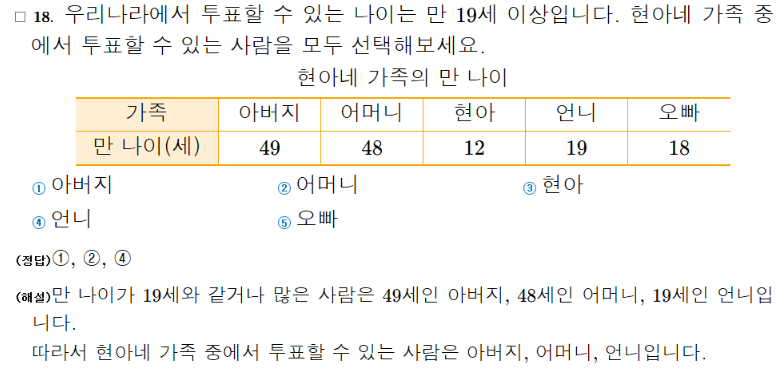 □ 18. 우리나라에서 투표할 수 있는 나이는 만 19세 이상입니다. 현아네 가족 중
에서 투표할 수 있는 사람을 모두 선택해보세요.
현아네 가족의 만 나이
가족 아버지 어머니 현아 언니 오빠
만 나이(세) 49 48 12 19 18
① 아버지 ② 어머니 ③ 현아
④ 언니 ⑤ 오빠
(정답)①, ②, ④
(해설)만 나이가 19세와 같거나 많은 사람은 49세인 아버지, 48세인 어머니, 19세인 언니입
니다.
따라서 현아네 가족 중에서 투표할 수 있는 사람은 아버지, 어머니, 언니입니다.